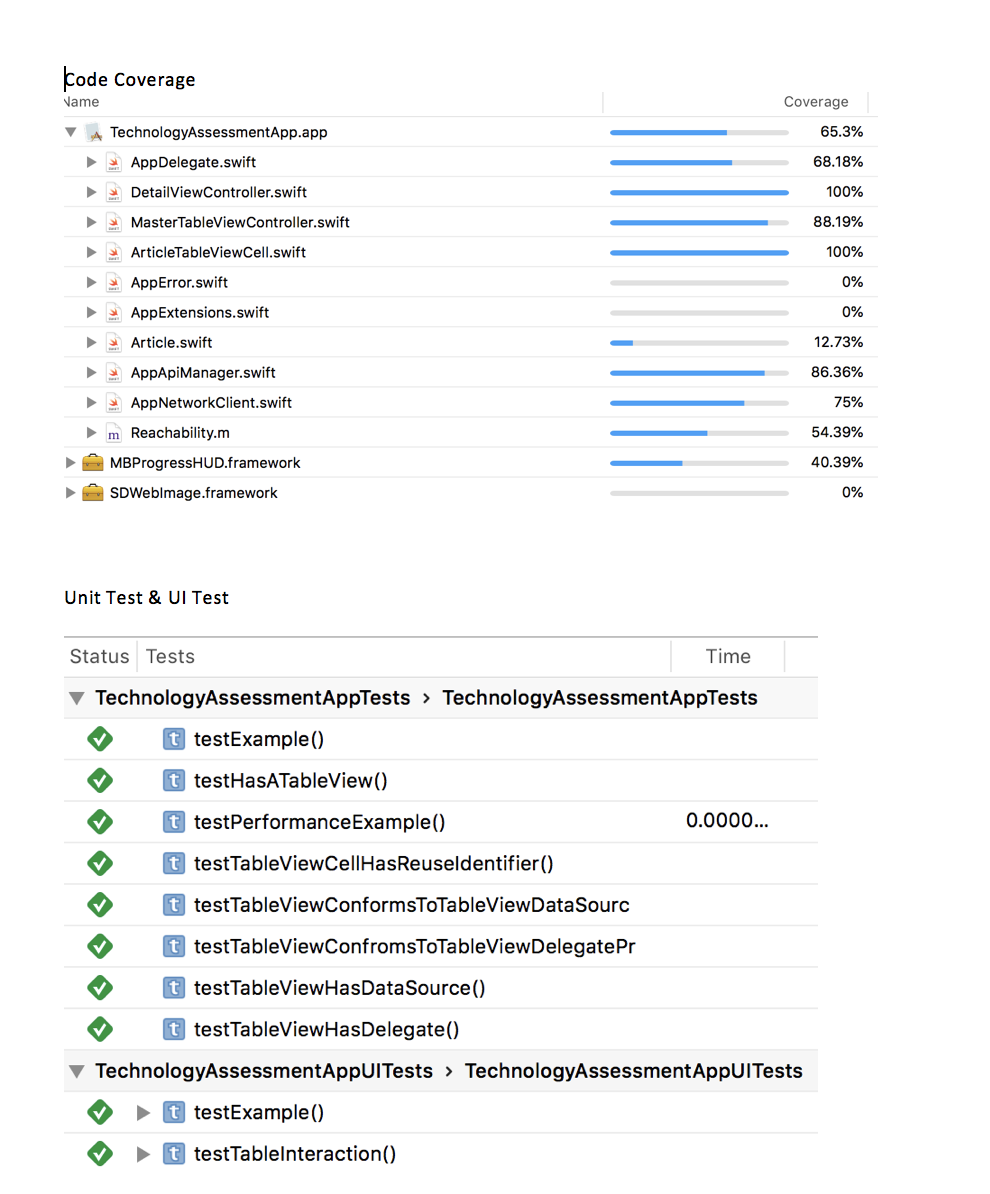 Code Coverage
Name Coverage
TechnologyAssessmentApp.app 65.3%
AppDelegate.swift 68.18%
DetailViewController.swift 100%
MasterTableViewController.swift 88.19%
ArticleTableViewCell.swift 100%
AppError.swift 0%
AppExtensions.swift 0%
Article.swift 12.73%
AppApiManager.swift 86.36%
AppNetworkClient.swift 75%
m Reachability.m 54.39%
MBProgressHUD.framework 40.39%
SDWebImage.framework 0%
Unit Test & UI Test
Status Tests Time
TechnologyAssessmentAppTests › TechnologyAssessmentAppTests
t testExample()
t testHasATableView()
t testPerformanceExample() 0.0000...
t testTableViewCellHasReuseIdentifier()
t testTableViewConformsToTableViewDataSourc
t testTableViewConfromsToTableViewDelegatePr
t testTableViewHasDataSource()
t testTableViewHasDelegate()
TechnologyAssessmentAppUITests › TechnologyAssessmentAppUITests
t testExample()
t testTableInteraction()